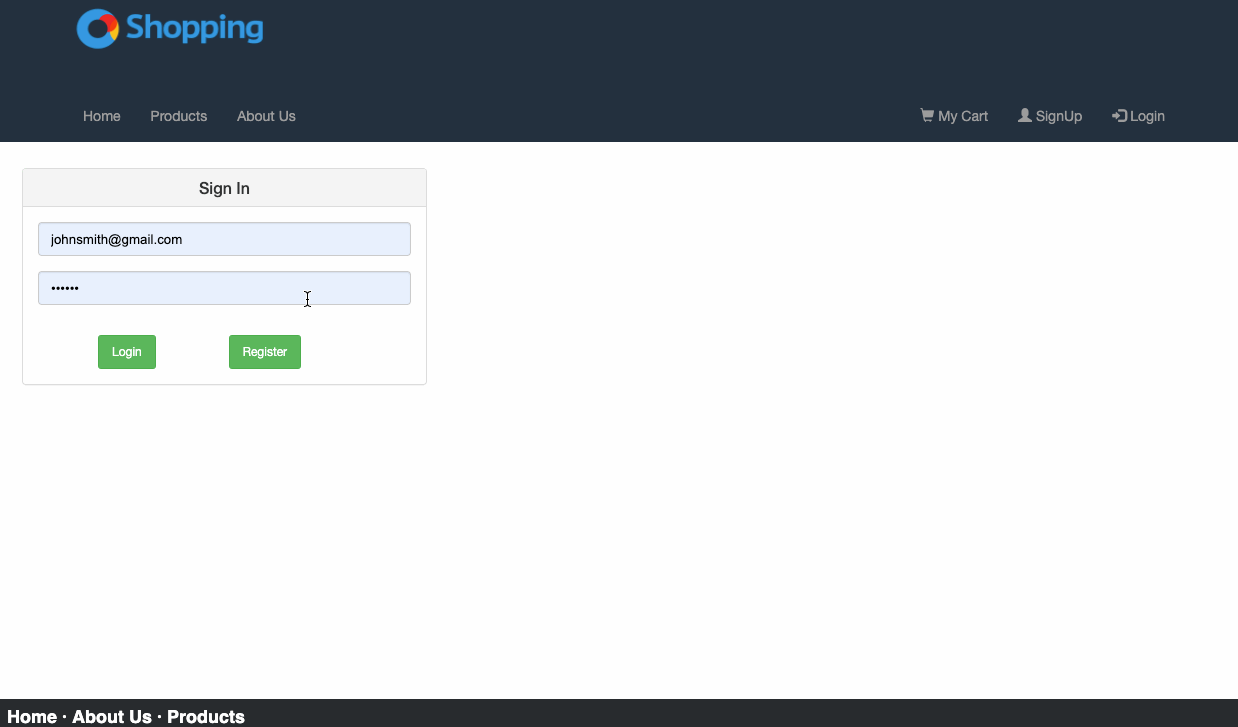 Shopping
Home Products About Us My Cart SignUp Login
Sign In
johnsmith@gmail.com
••••••
Login Register
Home · About Us · Products